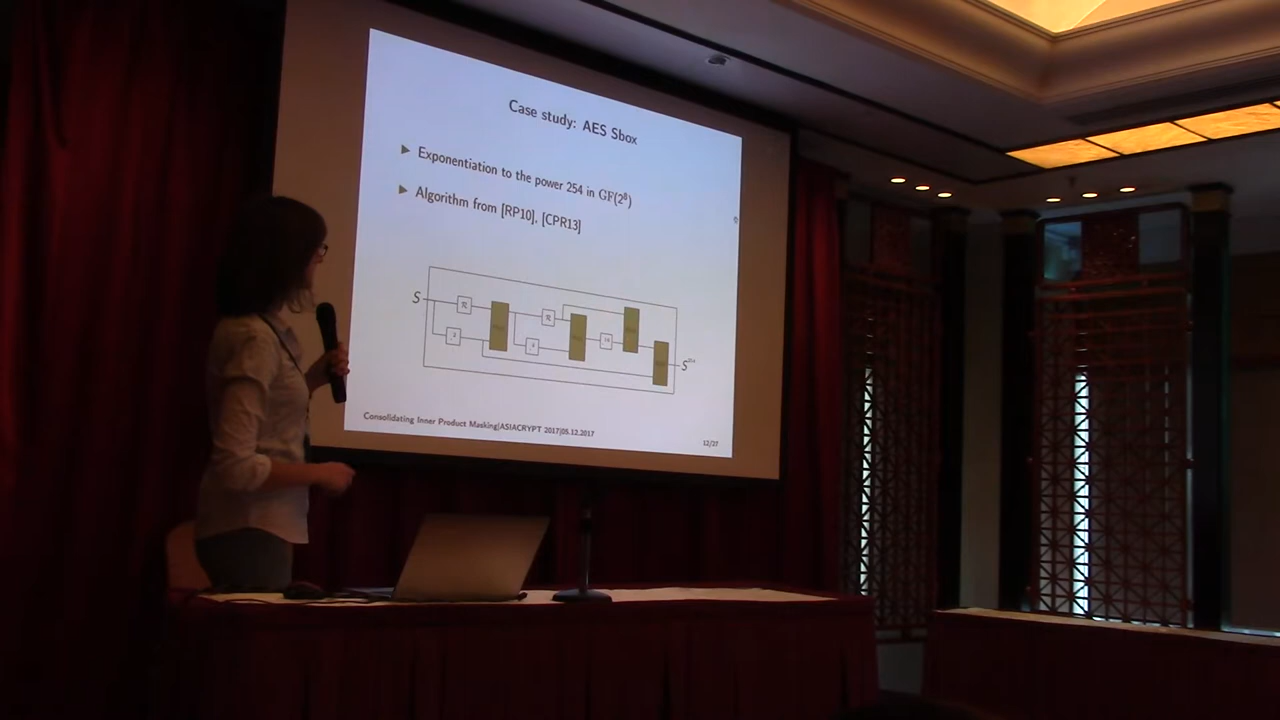 Case study: AES Sbox
▶ Exponentiation to the power 254 in GF(2⁸)
▶ Algorithm from [RP10], [CPR13]
S
R
R
S²⁵⁴
Consolidating Inner Product Masking|ASIACRYPT 2017|05.12.2017
12/27